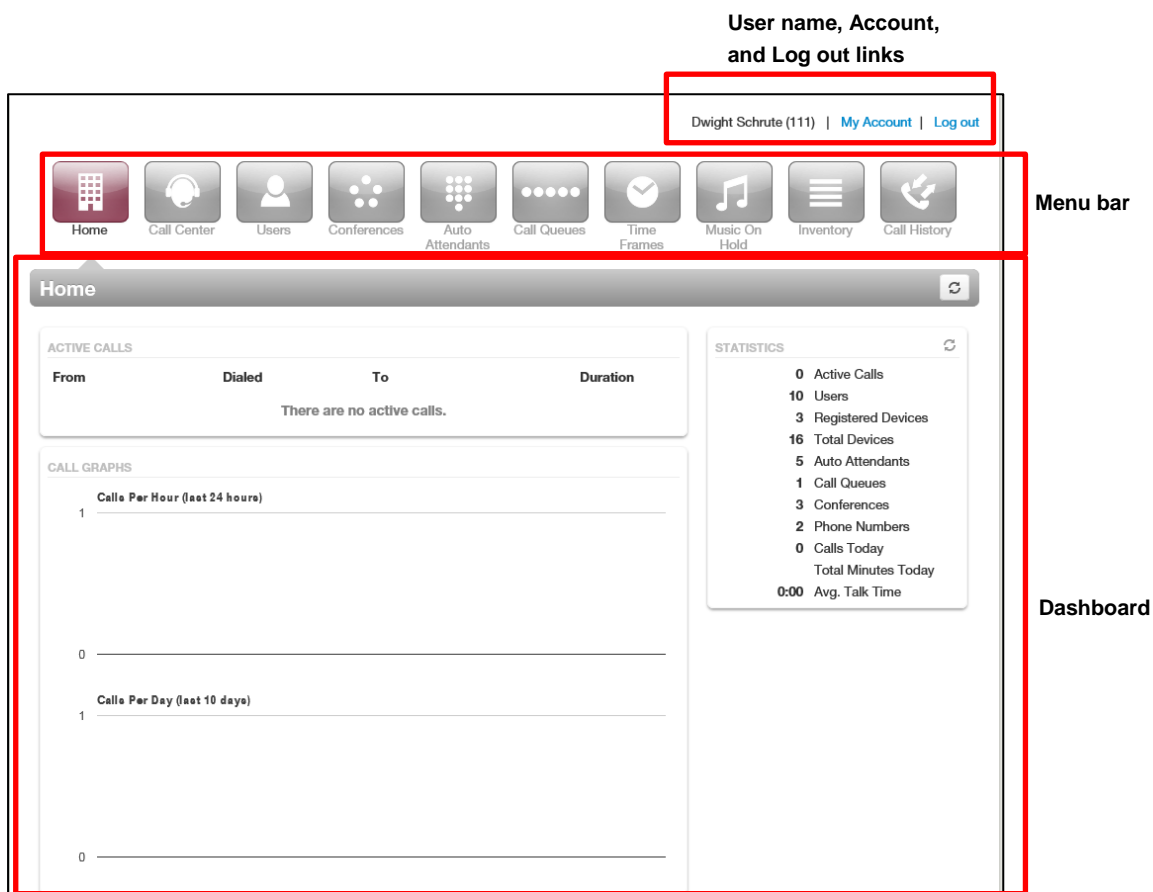 User name, Account,
and Log out links
Dwight Schrute (111) | My Account | Log out
Home
Call Center
Users
Conferences
Auto
Attendants
Call Queues
Time
Frames
Music On
Hold
Inventory
Call History
Menu bar
Home
ACTIVE CALLS
From Dialed To Duration
There are no active calls.
CALL GRAPHS
Calls Per Hour (last 24 hours)
1
0
Calls Per Day (last 10 days)
1
0
STATISTICS
0 Active Calls
10 Users
3 Registered Devices
16 Total Devices
5 Auto Attendants
1 Call Queues
3 Conferences
2 Phone Numbers
0 Calls Today
Total Minutes Today
0:00 Avg. Talk Time
Dashboard